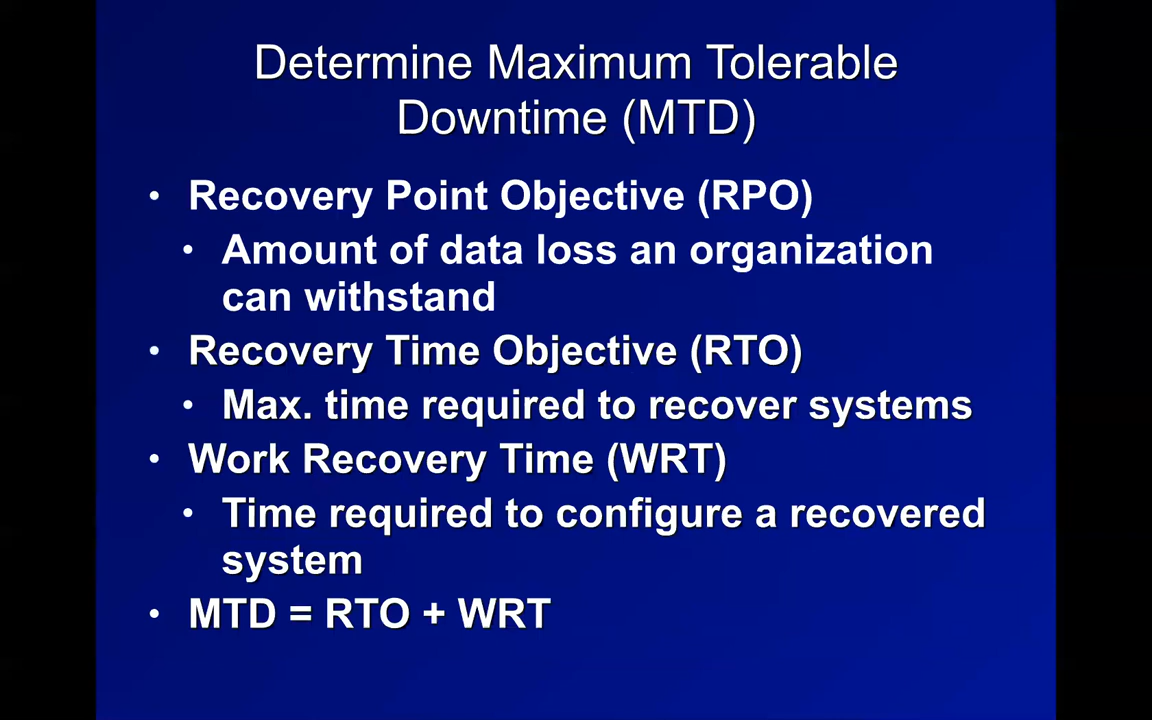 Determine Maximum Tolerable
Downtime (MTD)
• Recovery Point Objective (RPO)
• Amount of data loss an organization
can withstand
• Recovery Time Objective (RTO)
• Max. time required to recover systems
• Work Recovery Time (WRT)
• Time required to configure a recovered
system
• MTD = RTO + WRT